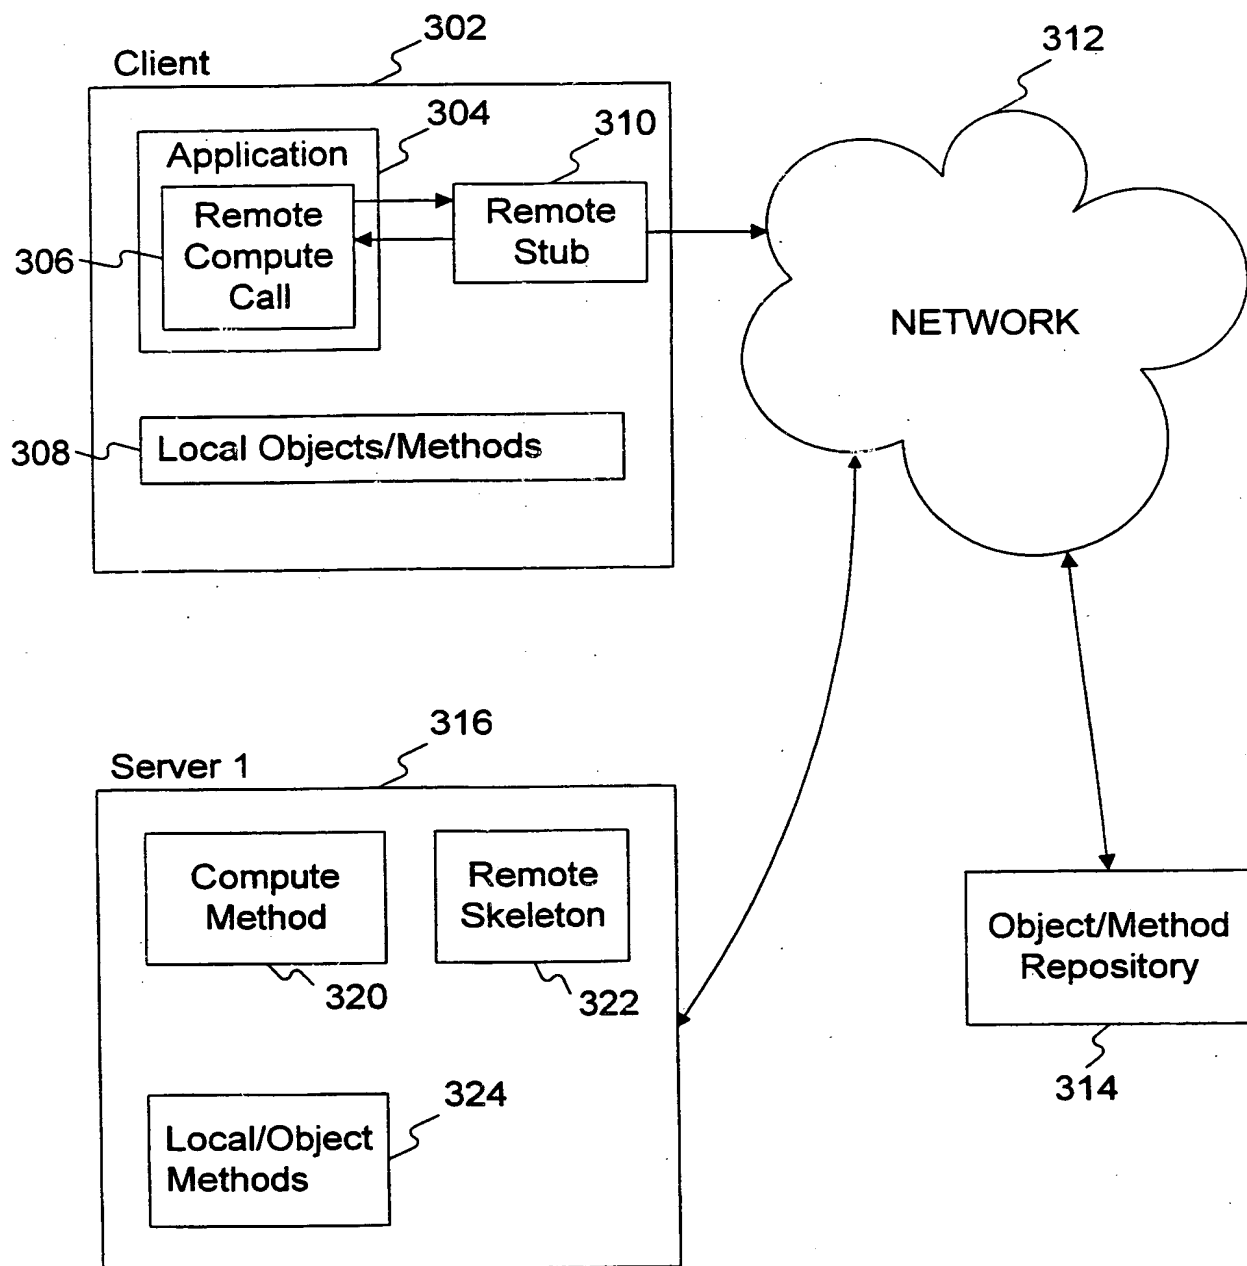 302
312
Client
304
310
Application
Remote
Compute
Call
306
Remote
Stub
NETWORK
308
Local Objects/Methods
316
Server 1
Compute
Method
320
Remote
Skeleton
322
Object/Method
Repository
314
324
Local/Object
Methods